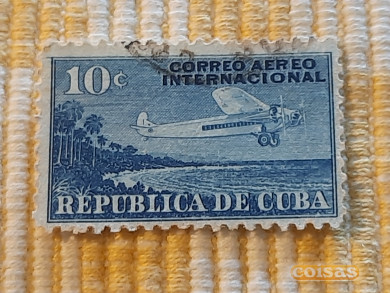 CORREO AEREO
INTERNACIONAL
10¢
REPUBLICA DE CUBA
coisas